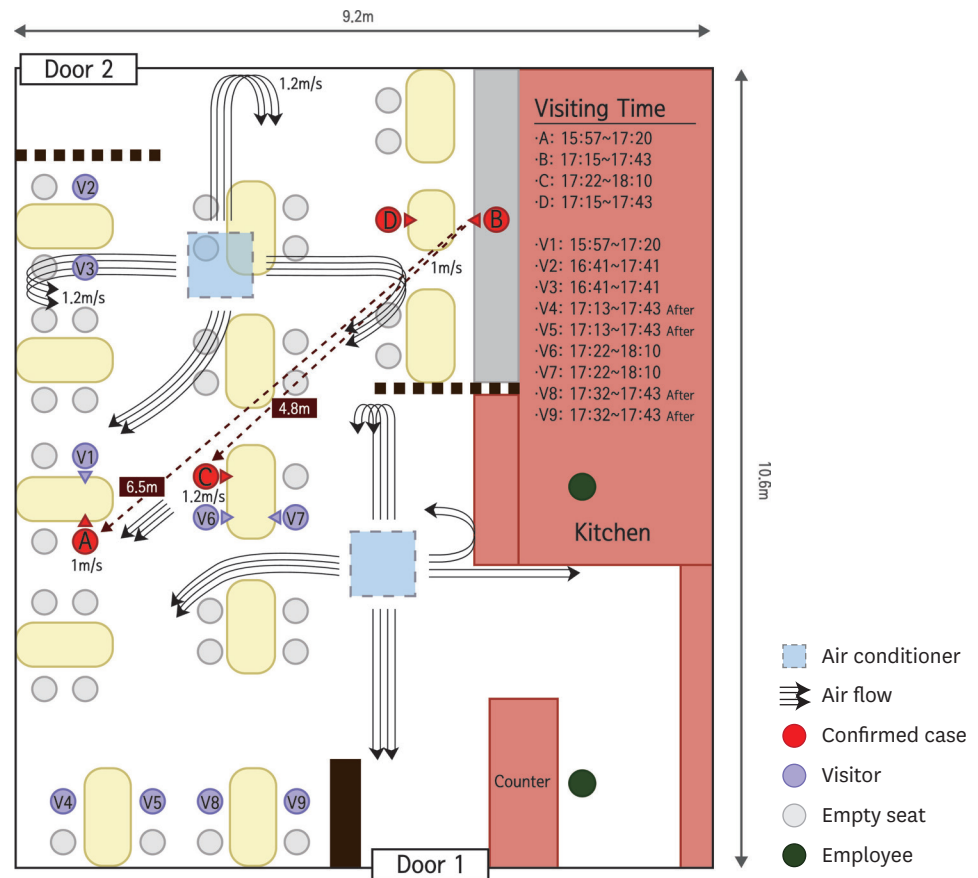 9.2m
Door 2
1.2m/s
Visiting Time
·A: 15:57~17:20
·B: 17:15~17:43
·C: 17:22~18:10
·D: 17:15~17:43
·V1: 15:57~17:20
·V2: 16:41~17:41
·V3: 16:41~17:41
·V4: 17:13~17:43 After
·V5: 17:13~17:43 After
·V6: 17:22~18:10
·V7: 17:22~18:10
·V8: 17:32~17:43 After
·V9: 17:32~17:43 After
V2
D
B
1m/s
V3
1.2m/s
4.8m
V1
6.5m
C
1.2m/s
V6
V7
A
1m/s
Kitchen
10.6m
Air conditioner
Air flow
Confirmed case
Visitor
Empty seat
Employee
Counter
V4
V5
V8
V9
Door 1